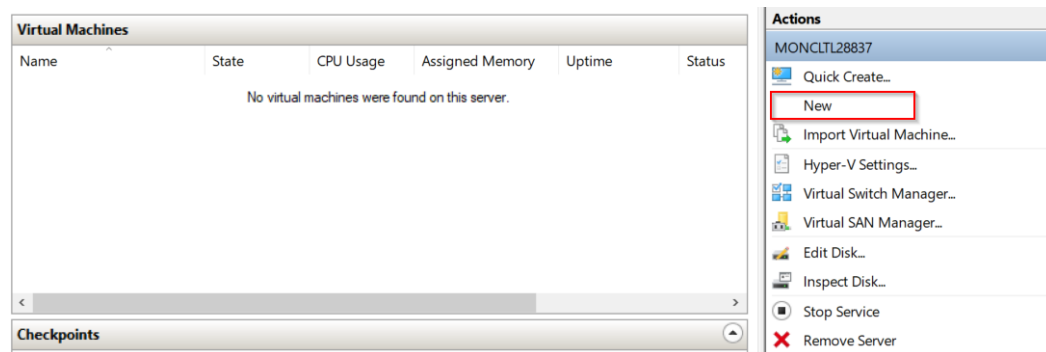 Virtual Machines
Name State CPU Usage Assigned Memory Uptime Status
No virtual machines were found on this server.
Checkpoints
Actions
MONCLTL28837
Quick Create...
New
Import Virtual Machine...
Hyper-V Settings...
Virtual Switch Manager...
Virtual SAN Manager...
Edit Disk...
Inspect Disk...
Stop Service
Remove Server